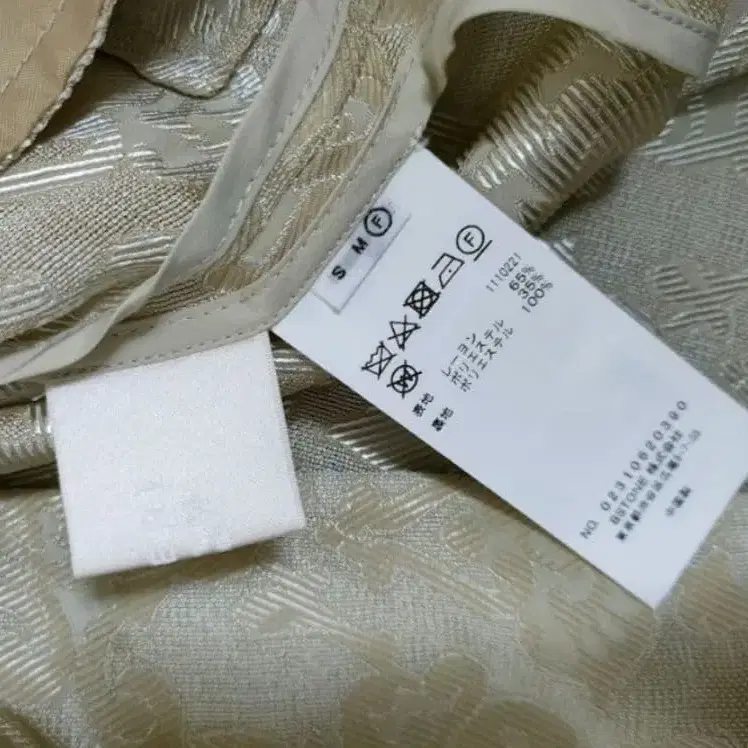 S M F
F
1110221
表地
レーヨン 65%
ポリエステル 35%
裏地
ポリエステル 100%
NO. 02310620390
BSTONE 株式会社
中国製